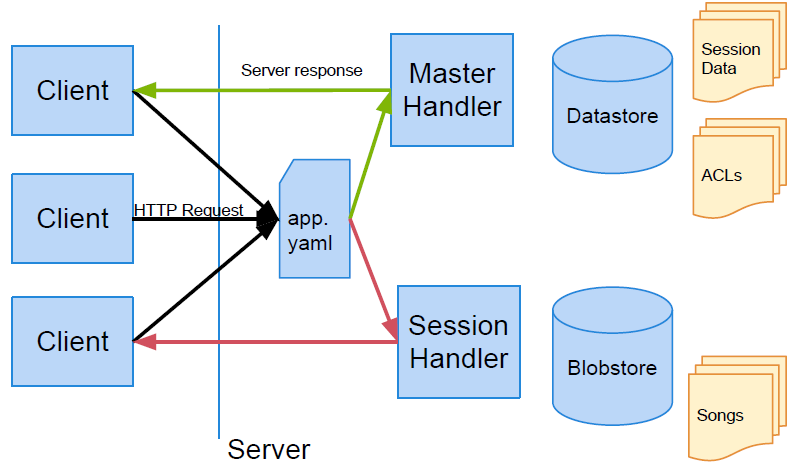 Client
Server response
Master
Handler
Datastore
Session
Data
ACLs
Client
HTTP Request
app.
yaml
Client
Session
Handler
Blobstore
Songs
Server